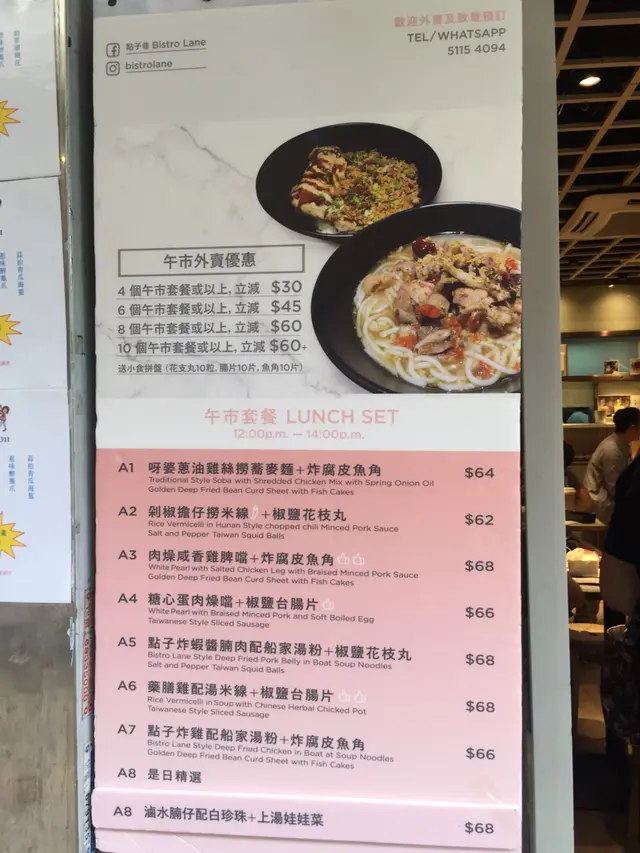 點子巷 Bistro Lane
bistrolane
歡迎外賣及致電預訂
TEL/WHATSAPP
5115 4094
午市外賣優惠
4 個午市套餐或以上, 立減 $30
6 個午市套餐或以上, 立減 $45
8 個午市套餐或以上, 立減 $60
10 個午市套餐或以上, 立減 $60+
送小食拼盤 (花支丸10粒, 腸片10片, 魚角10片)
午市套餐 LUNCH SET
12:00p.m. — 14:00p.m.
A1 呀婆蔥油雞絲撈蕎麥麵+炸腐皮魚角 $64
Traditional Style Soba with Shredded Chicken Mix with Spring Onion Oil
Golden Deep Fried Bean Curd Sheet with Fish Cakes
A2 剁椒擔仔撈米線+椒鹽花枝丸 $62
Rice Vermicelli in Hunan Style chopped chili Minced Pork Sauce
Salt and Pepper Taiwan Squid Balls
A3 肉燥咸香雞脾噹+炸腐皮魚角 $68
White Pearl with Salted Chicken Leg with Braised Minced Pork Sauce
Golden Deep Fried Bean Curd Sheet with Fish Cakes
A4 糖心蛋肉燥噹+椒鹽台腸片 $66
White Pearl with Braised Minced Pork and Soft Boiled Egg
Taiwanese Style Sliced Sausage
A5 點子炸蝦醬腩肉配船家湯粉+椒鹽花枝丸 $68
Bistro Lane Style Deep Fried Pork Belly in Boat Soup Noodles
Salt and Pepper Taiwan Squid Balls
A6 藥膳雞配湯米線+椒鹽台腸片 $68
Rice Vermicelli in Soup with Chinese Herbal Chicked Pot
Taiwanese Style Sliced Sausage
A7 點子炸雞配船家湯粉+炸腐皮魚角 $66
Bistro Lane Style Deep Fried Chicken in Boat at Soup Noodles
Golden Deep Fried Bean Curd Sheet with Fish Cakes
A8 是日精選
A8 滷水腩仔配白珍珠+上湯娃娃菜 $68